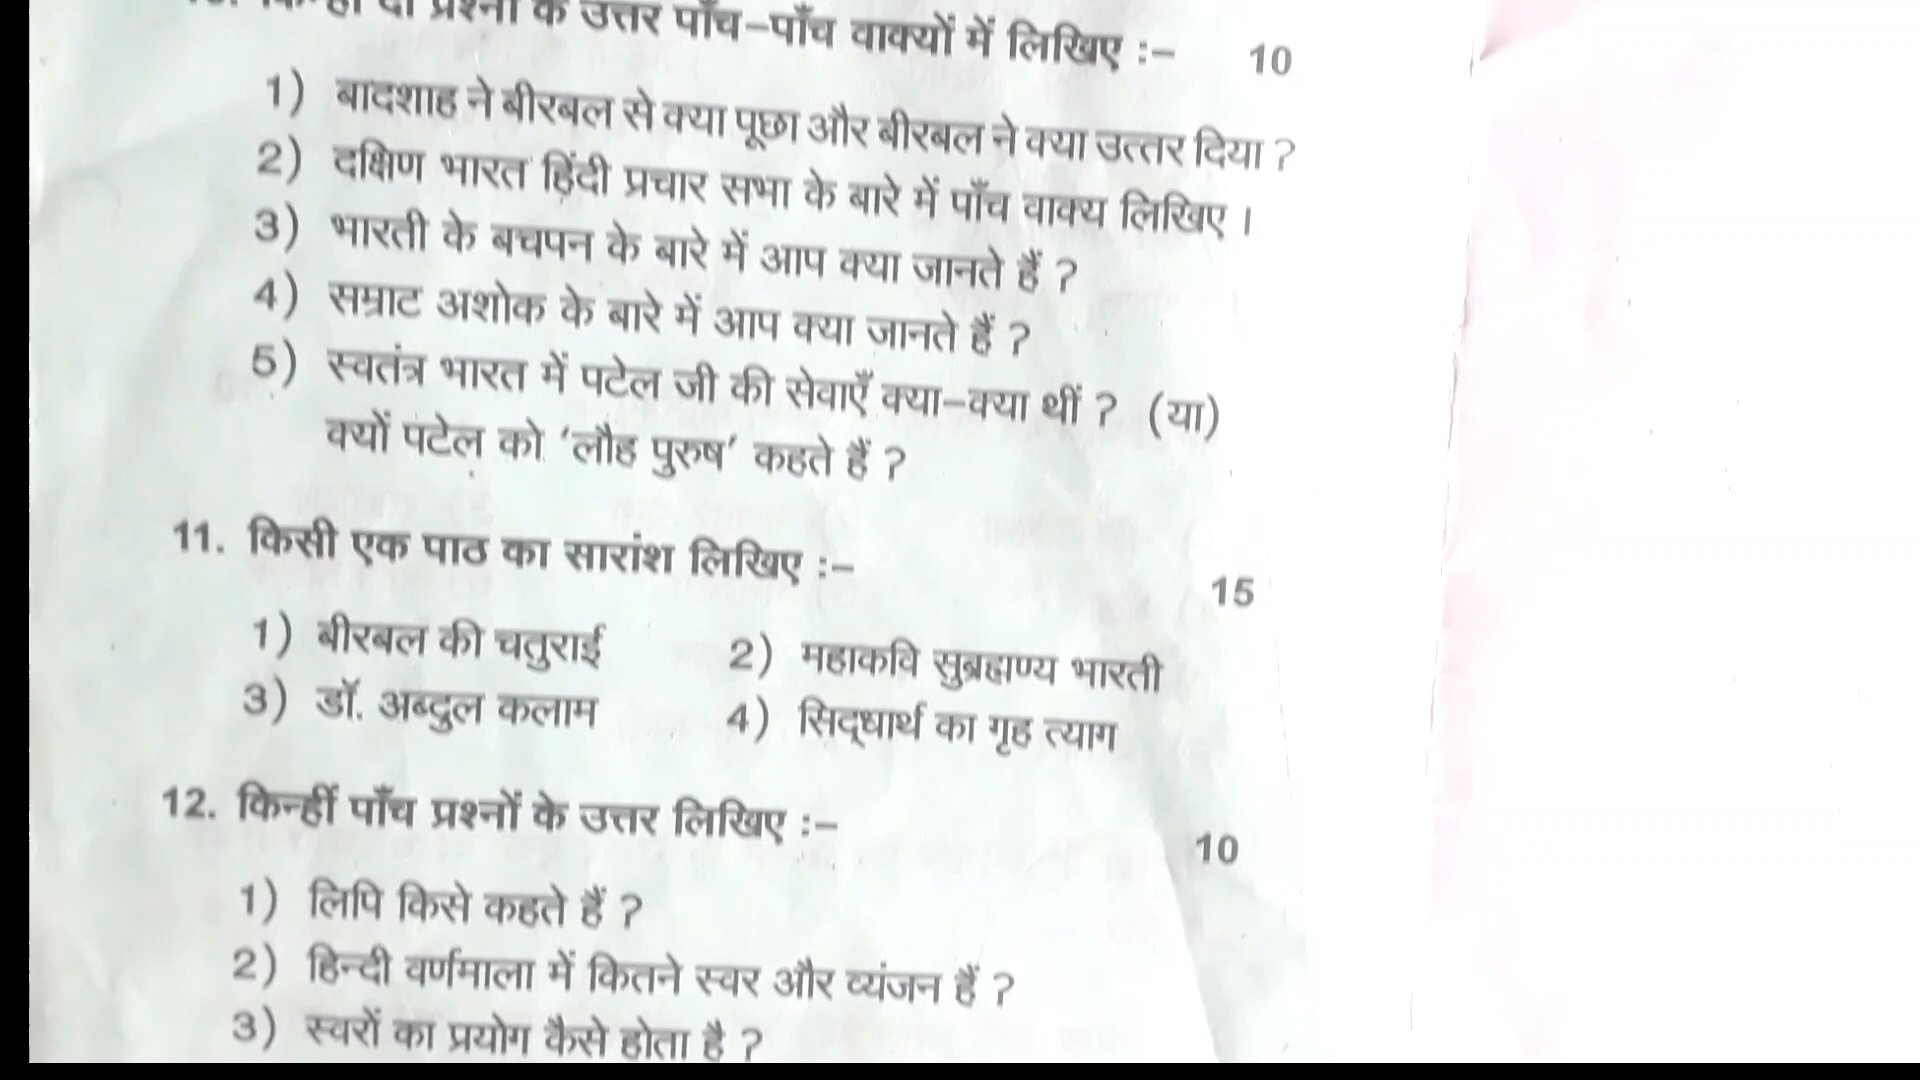 10. किन्हीं दो प्रश्नों के उत्तर पाँच-पाँच वाक्यों में लिखिए :- 10
1) बादशाह ने बीरबल से क्या पूछा और बीरबल ने क्या उत्तर दिया ?
2) दक्षिण भारत हिंदी प्रचार सभा के बारे में पाँच वाक्य लिखिए ।
3) भारती के बचपन के बारे में आप क्या जानते हैं ?
4) सम्राट अशोक के बारे में आप क्या जानते हैं ?
5) स्वतंत्र भारत में पटेल जी की सेवाएँ क्या-क्या थीं ? (या)
क्यों पटेल को 'लौह पुरुष' कहते हैं ?
11. किसी एक पाठ का सारांश लिखिए :- 15
1) बीरबल की चतुराई 2) महाकवि सुब्रह्मण्य भारती
3) डॉ. अब्दुल कलाम 4) सिद्धार्थ का गृह त्याग
12. किन्हीं पाँच प्रश्नों के उत्तर लिखिए :- 10
1) लिपि किसे कहते हैं ?
2) हिन्दी वर्णमाला में कितने स्वर और व्यंजन हैं ?
3) स्वरों का प्रयोग कैसे होता है ?